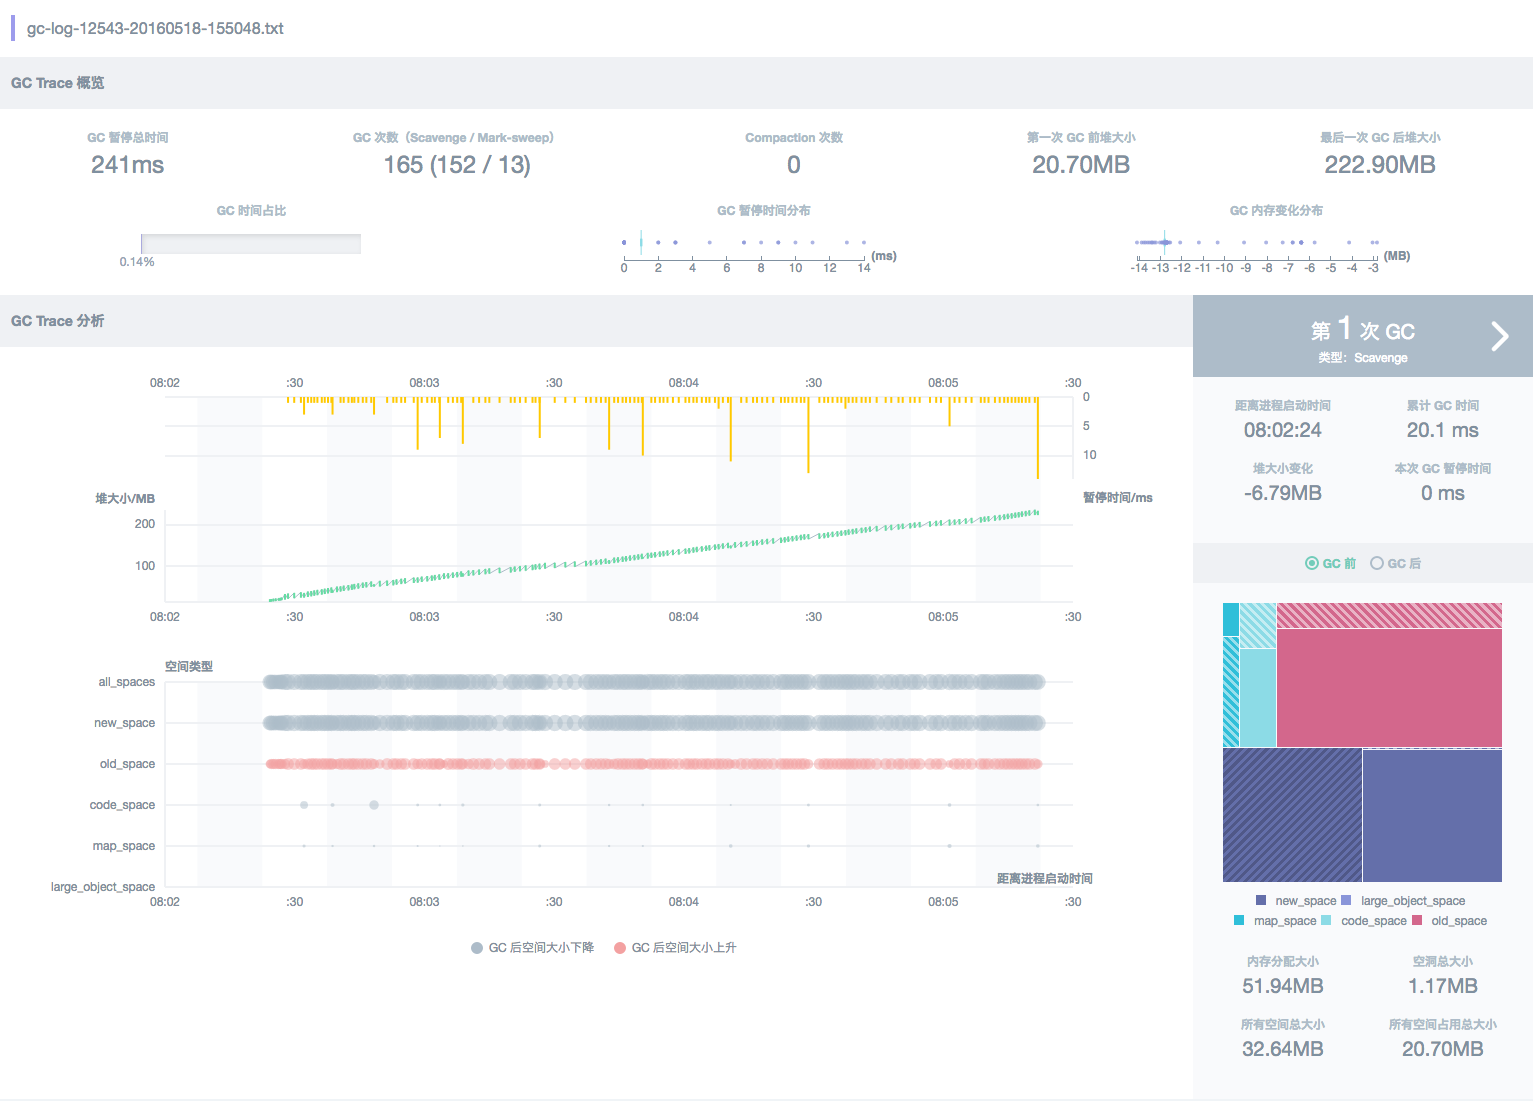 gc-log-12543-20160518-155048.txt
GC Trace 概览
GC 暂停总时间
241ms
GC 次数（Scavenge / Mark-sweep）
165 (152 / 13)
Compaction 次数
0
第一次 GC 前堆大小
20.70MB
最后一次 GC 后堆大小
222.90MB
GC 时间占比
0.14%
GC 暂停时间分布
(ms)
0 2 4 6 8 10 12 14
GC 内存变化分布
(MB)
-14 -13 -12 -11 -10 -9 -8 -7 -6 -5 -4 -3
GC Trace 分析
08:02 :30 08:03 :30 08:04 :30 08:05 :30
0
5
10
堆大小/MB
暂停时间/ms
200
100
08:02 :30 08:03 :30 08:04 :30 08:05 :30
空间类型
all_spaces
new_space
old_space
code_space
map_space
large_object_space
距离进程启动时间
08:02 :30 08:03 :30 08:04 :30 08:05 :30
GC 后空间大小下降 GC 后空间大小上升
第 1 次 GC
类型：Scavenge
距离进程启动时间
08:02:24
累计 GC 时间
20.1 ms
堆大小变化
-6.79MB
本次 GC 暂停时间
0 ms
GC 前 GC 后
new_space large_object_space
map_space code_space old_space
内存分配大小
51.94MB
空洞总大小
1.17MB
所有空间总大小
32.64MB
所有空间占用总大小
20.70MB